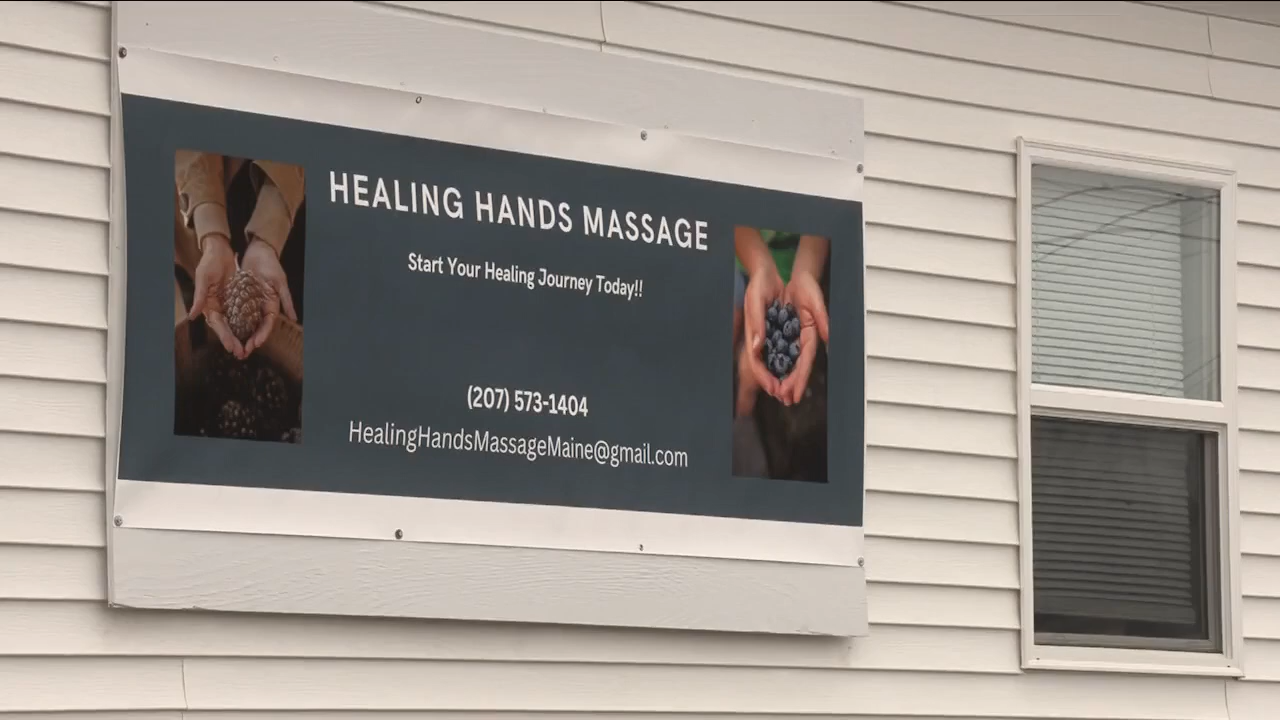 HEALING HANDS MASSAGE
Start Your Healing Journey Today!!
(207) 573-1404
HealingHandsMassageMaine@gmail.com